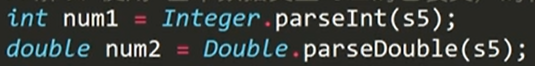 int num1 = Integer.parseInt(s5);
double num2 = Double.parseDouble(s5);